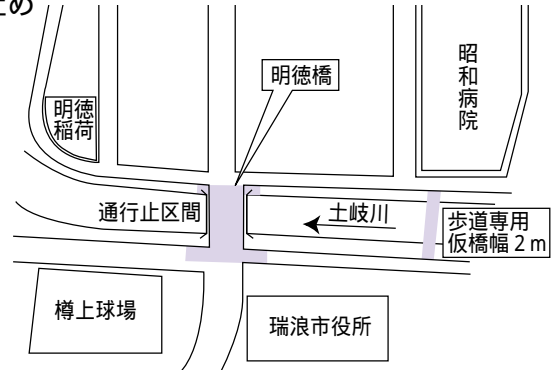 止め
明徳橋
昭和病院
明徳
稲荷
通行止区間
土岐川
歩道専用
仮橋幅2m
樽上球場
瑞浪市役所